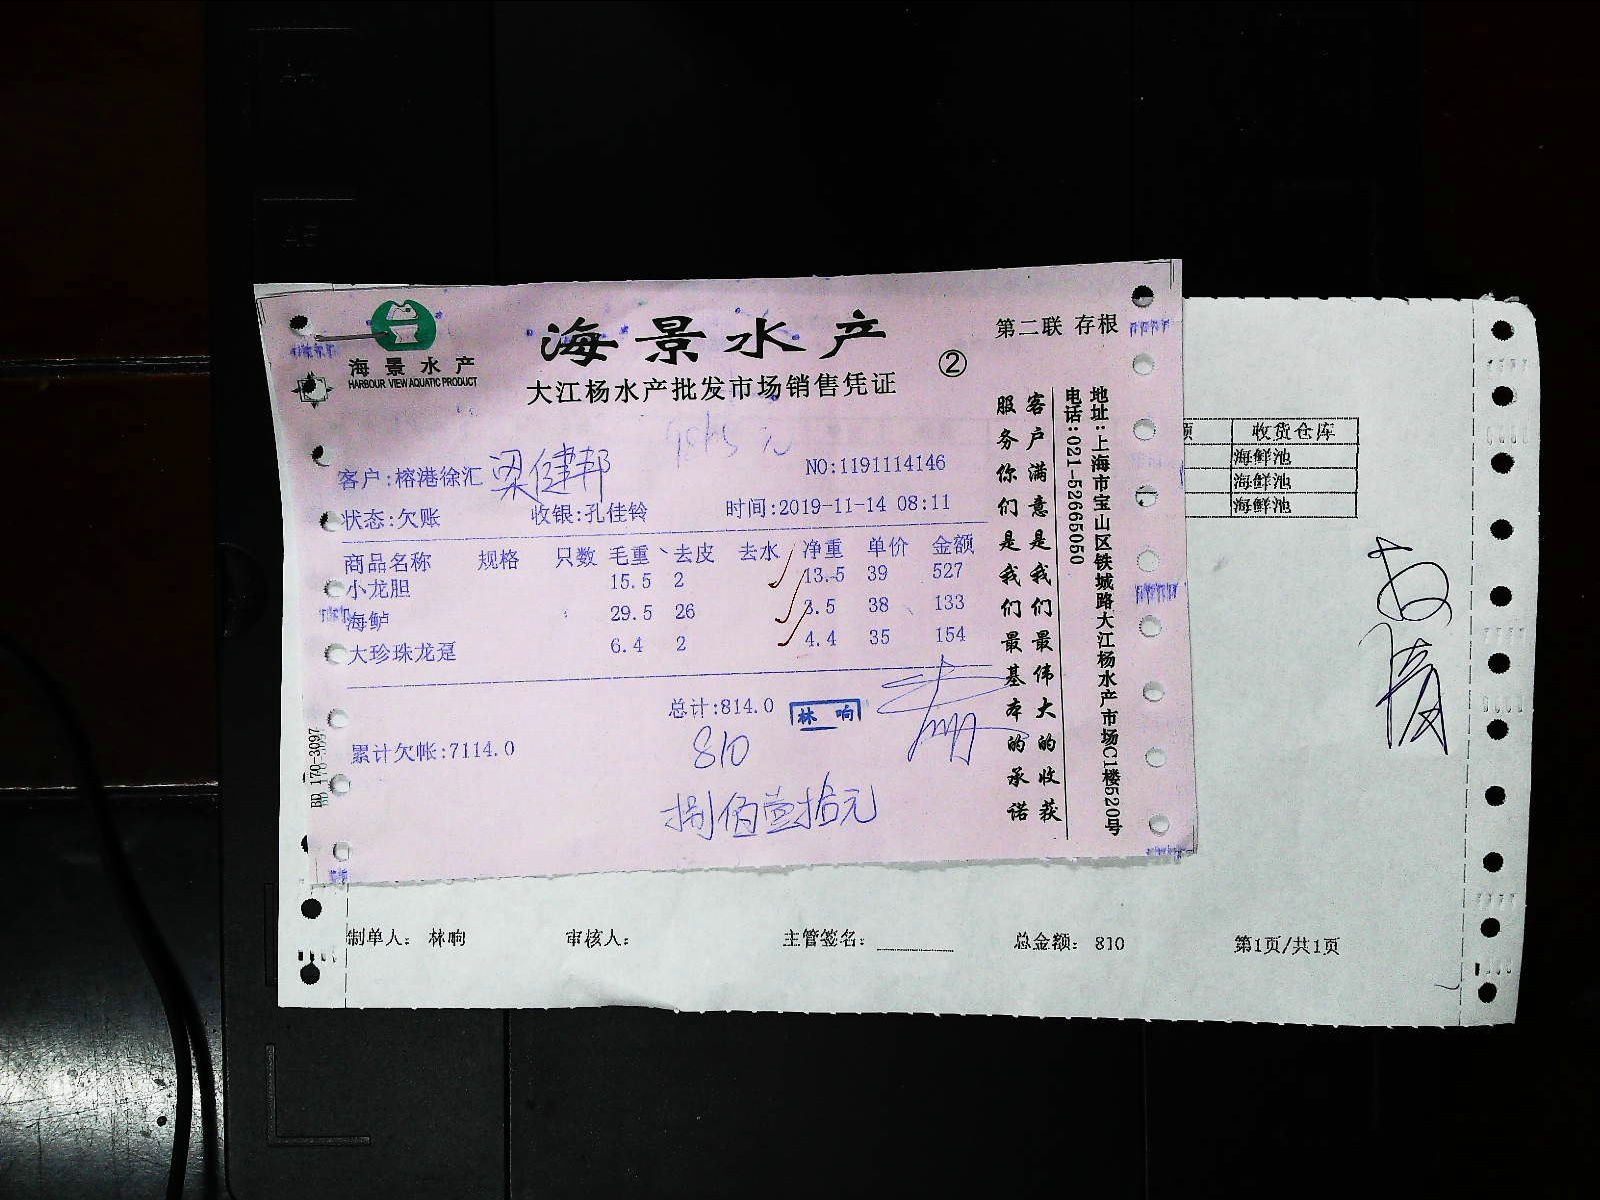 海景水产
HARBOUR VIEW AQUATIC PRODUCT
海景水产
大江杨水产批发市场销售凭证
②
第二联 存根
客户:榕港徐汇 梁健邦
NO:1191114146
状态:欠账 收银:孔佳铃 时间:2019-11-14 08:11
商品名称 规格 只数 毛重 去皮 去水 净重 单价 金额
小龙胆 15.5 2 13.5 39 527
海鲈 29.5 26 3.5 38 133
大珍珠龙趸 6.4 2 4.4 35 154
总计:814.0 林响
累计欠帐:7114.0
810
捌佰壹拾元
客户满意是我们最伟大的收获
服务你们是我们最基本的承诺
地址:上海市宝山区铁城路大江杨水产市场C1楼520号
电话:021-52665050
BD 170-3097
额 收货仓库
海鲜池
海鲜池
海鲜池
制单人: 林响 审核人: 主管签名: 总金额: 810 第1页/共1页